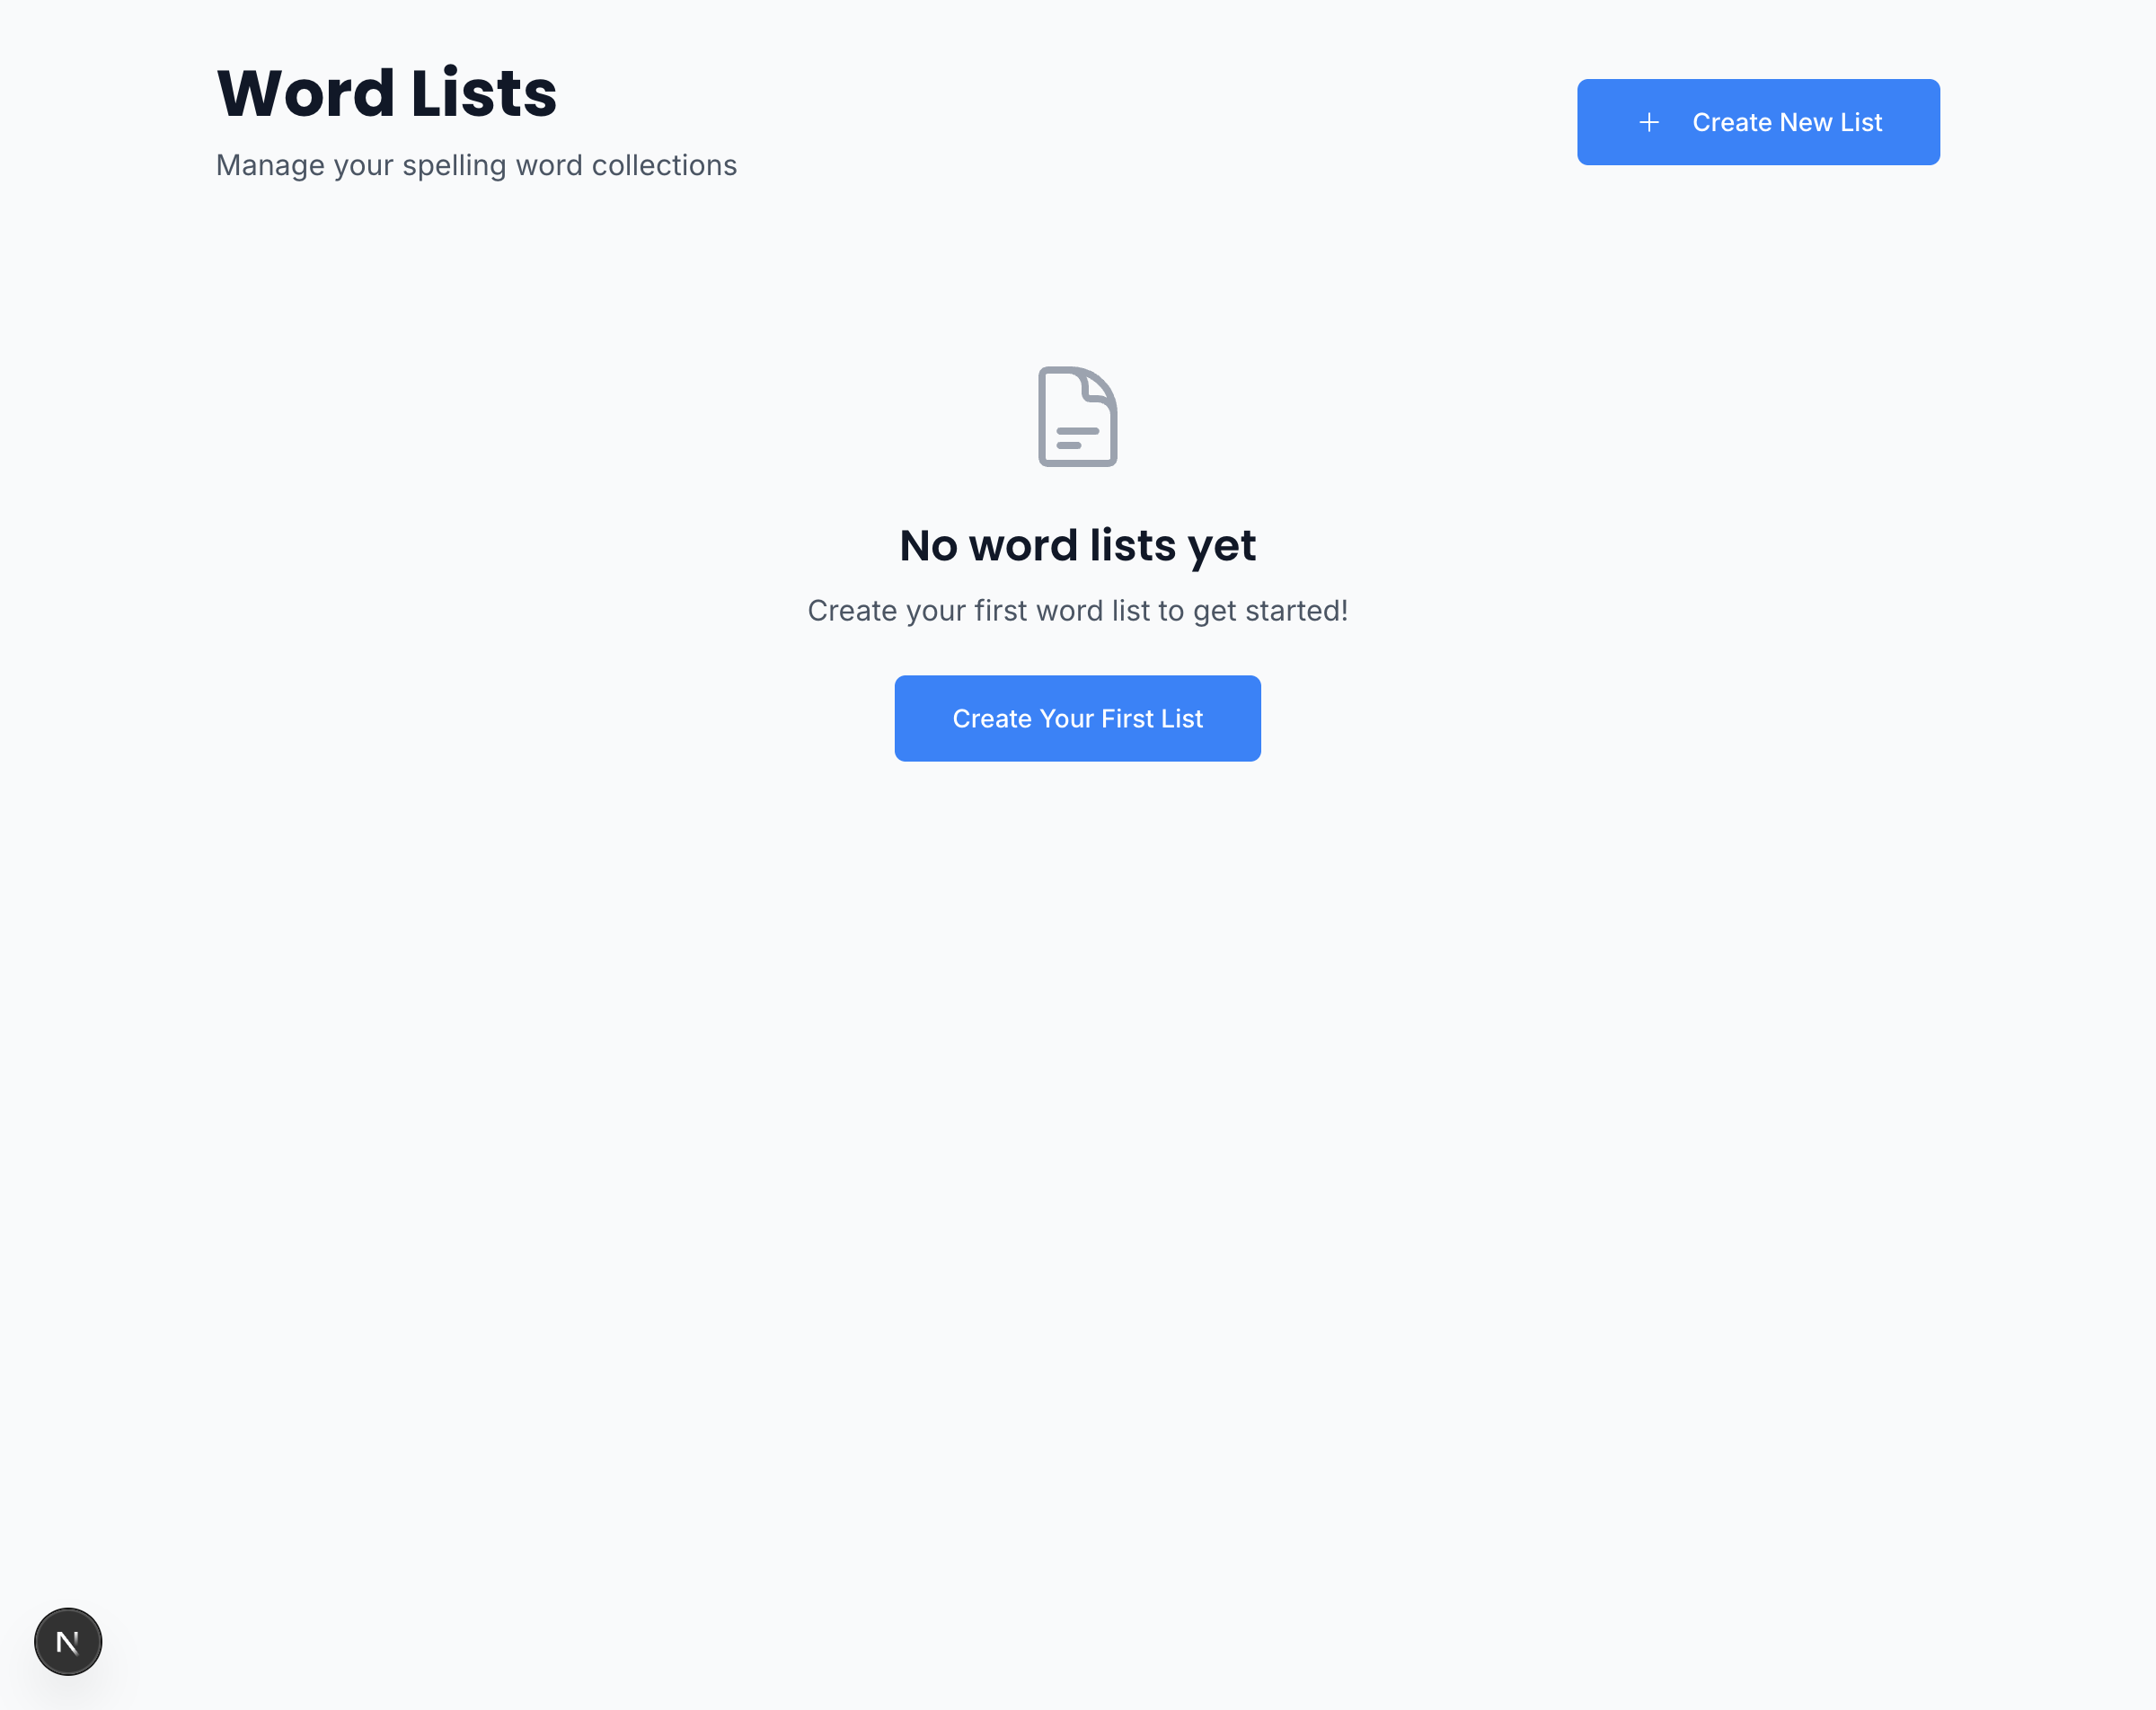 Word Lists
Manage your spelling word collections
Create New List
No word lists yet
Create your first word list to get started!
Create Your First List
N